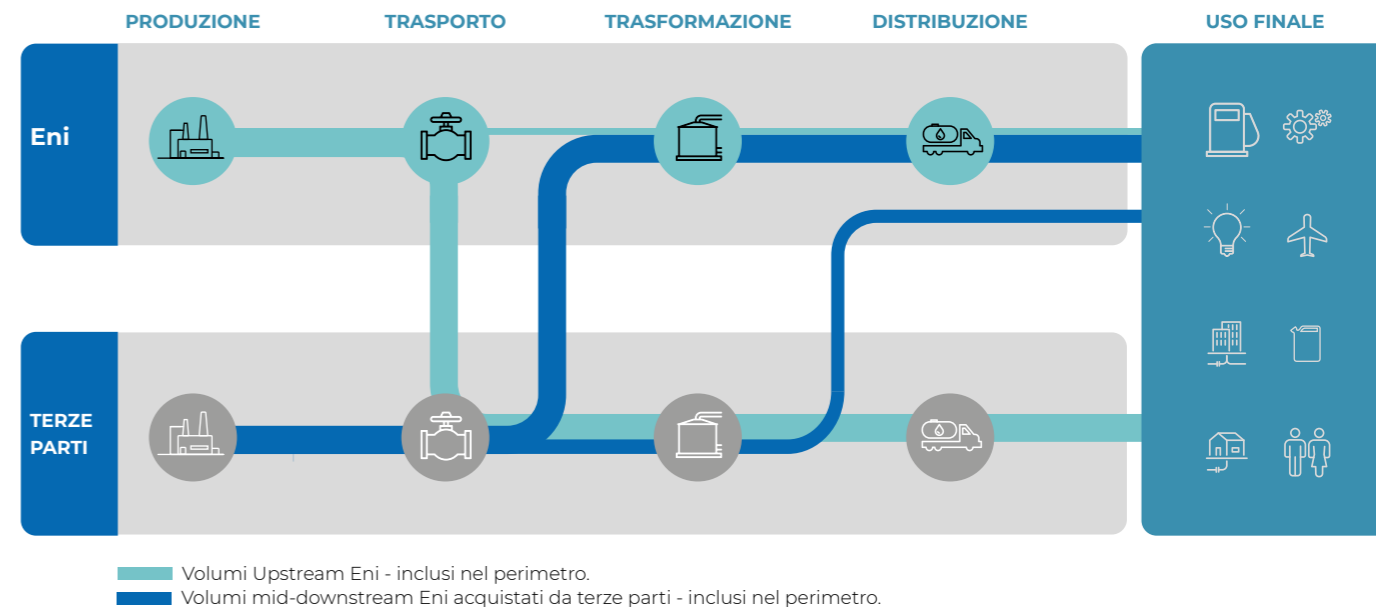 PRODUZIONE TRASPORTO TRASFORMAZIONE DISTRIBUZIONE USO FINALE
Eni
TERZE
PARTI
Volumi Upstream Eni - inclusi nel perimetro.
Volumi mid-downstream Eni acquistati da terze parti - inclusi nel perimetro.